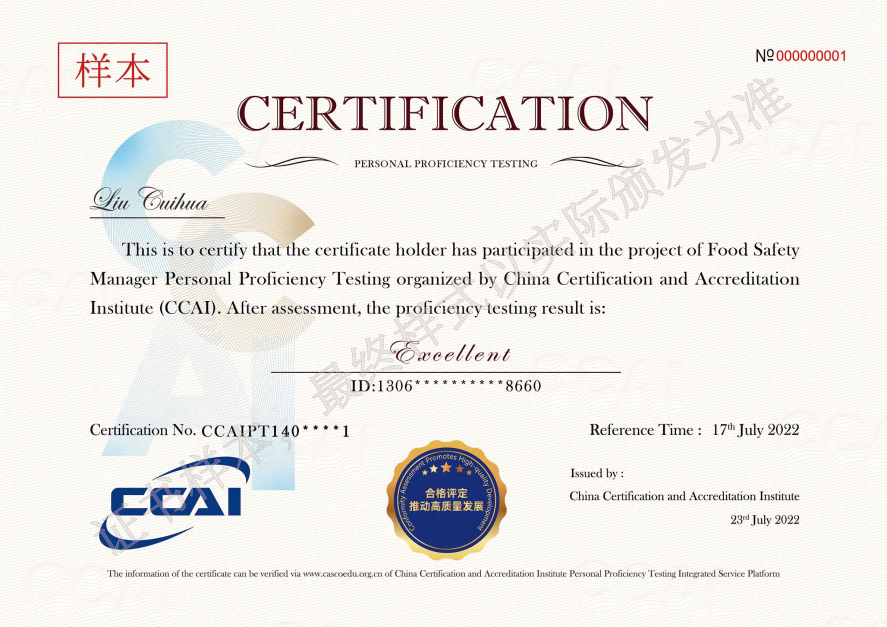 样本
№000000001
CERTIFICATION
PERSONAL PROFICIENCY TESTING
Liu Cuihua
This is to certify that the certificate holder has participated in the project of Food Safety
Manager Personal Proficiency Testing organized by China Certification and Accreditation
Institute (CCAI). After assessment, the proficiency testing result is:
Excellent
ID:1306**********8660
Certification No. CCAIPT140****1
Reference Time : 17th July 2022
Conformity Assessment Promotes High-quality Development
合格评定
推动高质量发展
Issued by :
China Certification and Accreditation Institute
23rd July 2022
CCAI
The information of the certificate can be verified via www.cascoedu.org.cn of China Certification and Accreditation Institute Personal Proficiency Testing Integrated Service Platform
证书样本，最终样式以实际颁发为准
CCAI